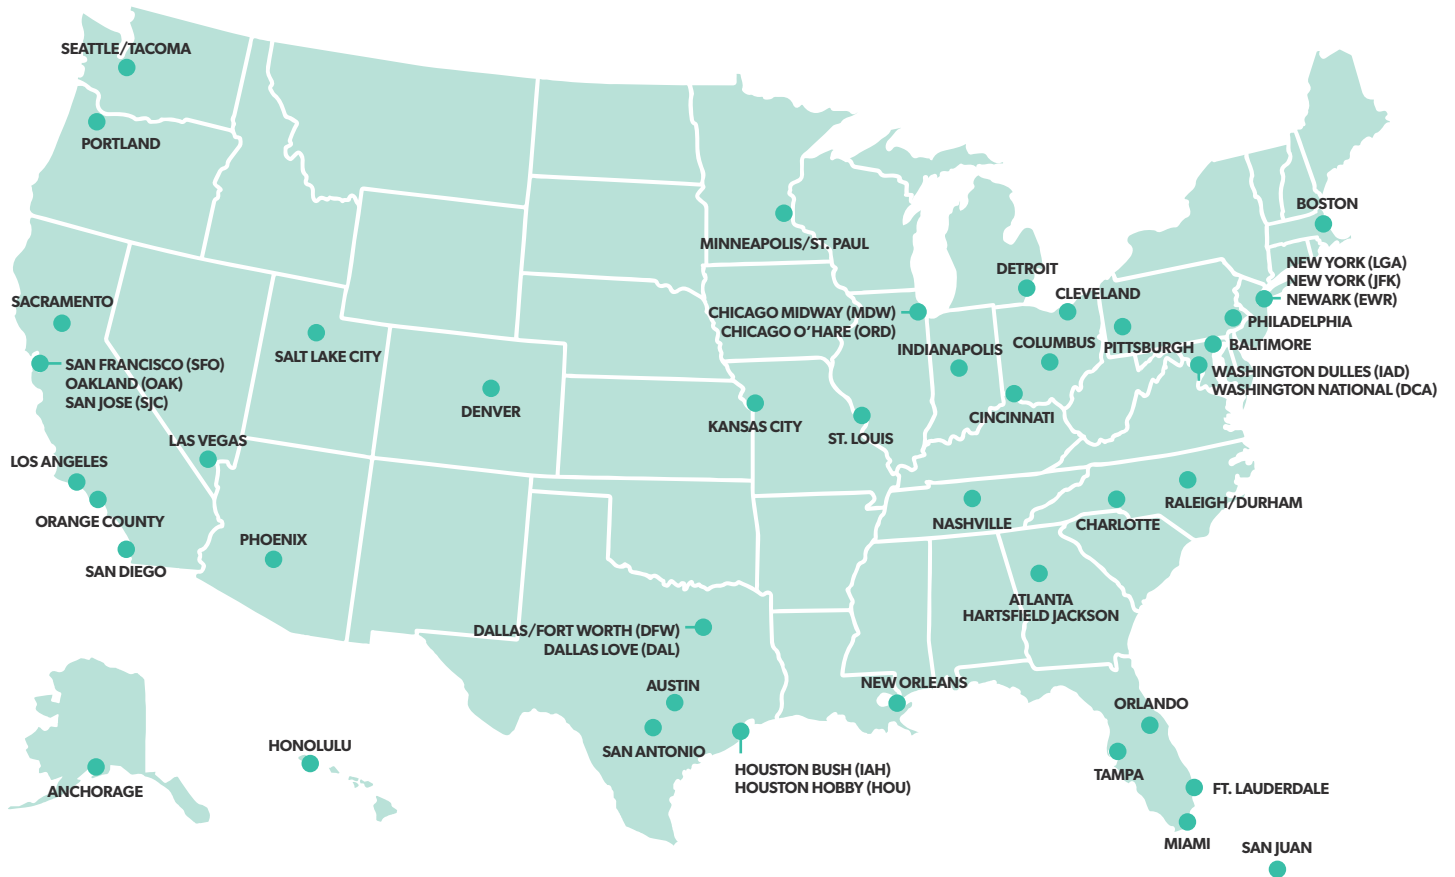 SEATTLE/TACOMA
PORTLAND
BOSTON
MINNEAPOLIS/ST. PAUL
NEW YORK (LGA)
NEW YORK (JFK)
NEWARK (EWR)
DETROIT
CLEVELAND
SACRAMENTO
CHICAGO MIDWAY (MDW)
CHICAGO O'HARE (ORD)
PHILADELPHIA
SALT LAKE CITY
INDIANAPOLIS
COLUMBUS
PITTSBURGH
BALTIMORE
SAN FRANCISCO (SFO)
OAKLAND (OAK)
SAN JOSE (SJC)
WASHINGTON DULLES (IAD)
WASHINGTON NATIONAL (DCA)
DENVER
KANSAS CITY
ST. LOUIS
CINCINNATI
LAS VEGAS
LOS ANGELES
ORANGE COUNTY
SAN DIEGO
PHOENIX
NASHVILLE
CHARLOTTE
RALEIGH/DURHAM
ATLANTA
HARTSFIELD JACKSON
DALLAS/FORT WORTH (DFW)
DALLAS LOVE (DAL)
AUSTIN
NEW ORLEANS
ORLANDO
SAN ANTONIO
HOUSTON BUSH (IAH)
HOUSTON HOBBY (HOU)
HONOLULU
ANCHORAGE
TAMPA
FT. LAUDERDALE
MIAMI
SAN JUAN